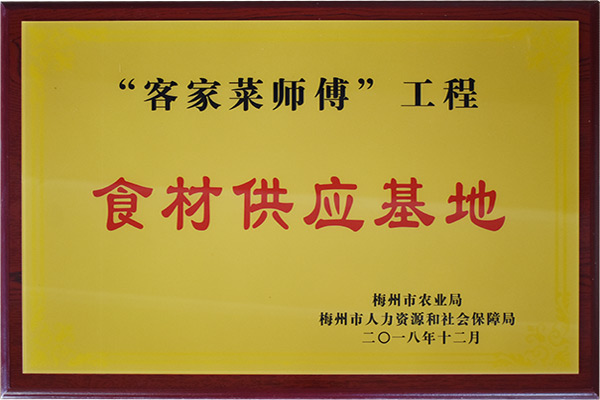 “客家菜师傅”工程
食材供应基地
梅州市农业局
梅州市人力资源和社会保障局
二〇一八年十二月